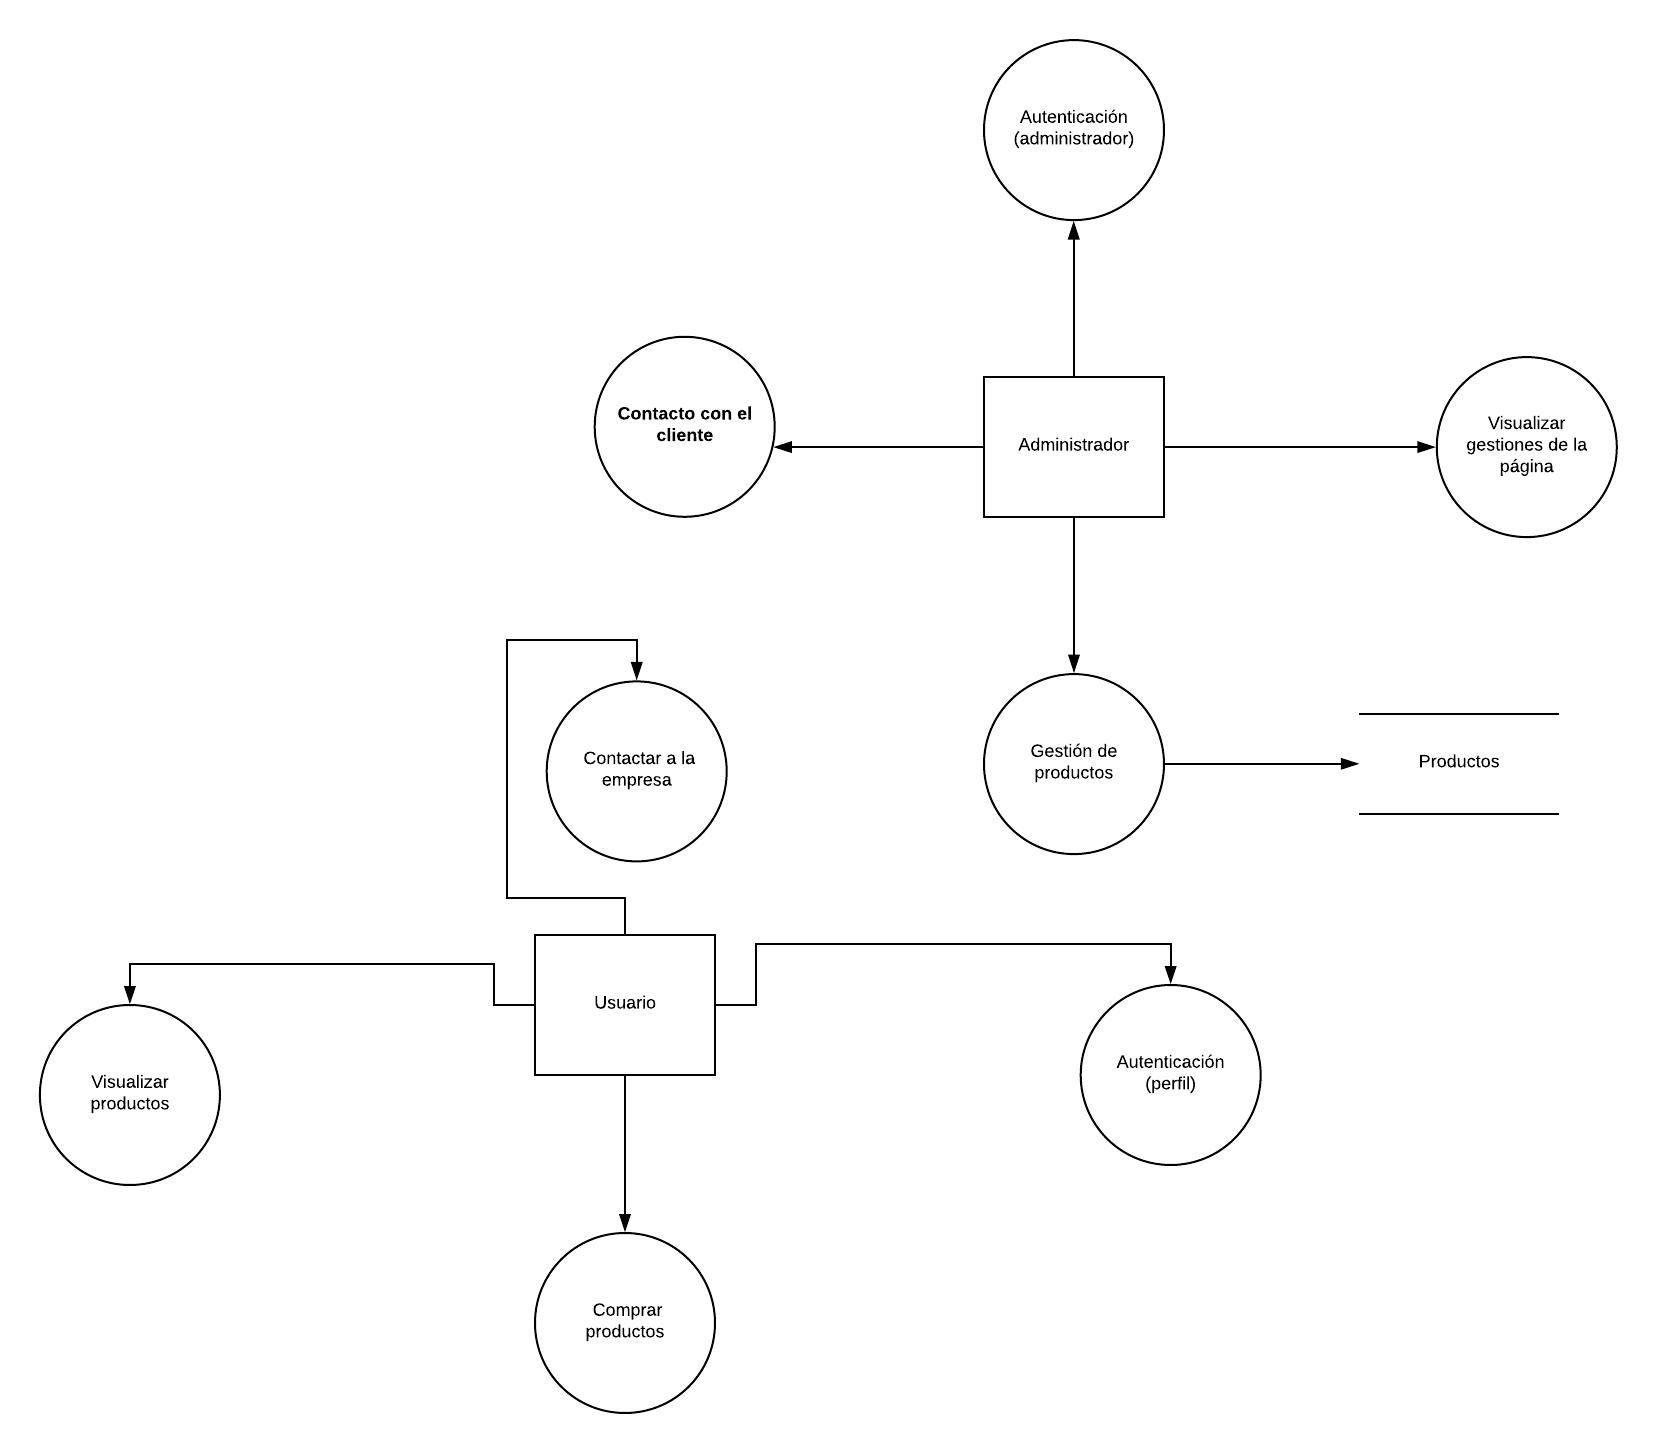 Autenticación
(administrador)
Contacto con el
cliente
Administrador
Visualizar
gestiones de la
página
Contactar a la
empresa
Gestión de
productos
Productos
Usuario
Visualizar
productos
Autenticación
(perfil)
Comprar
productos